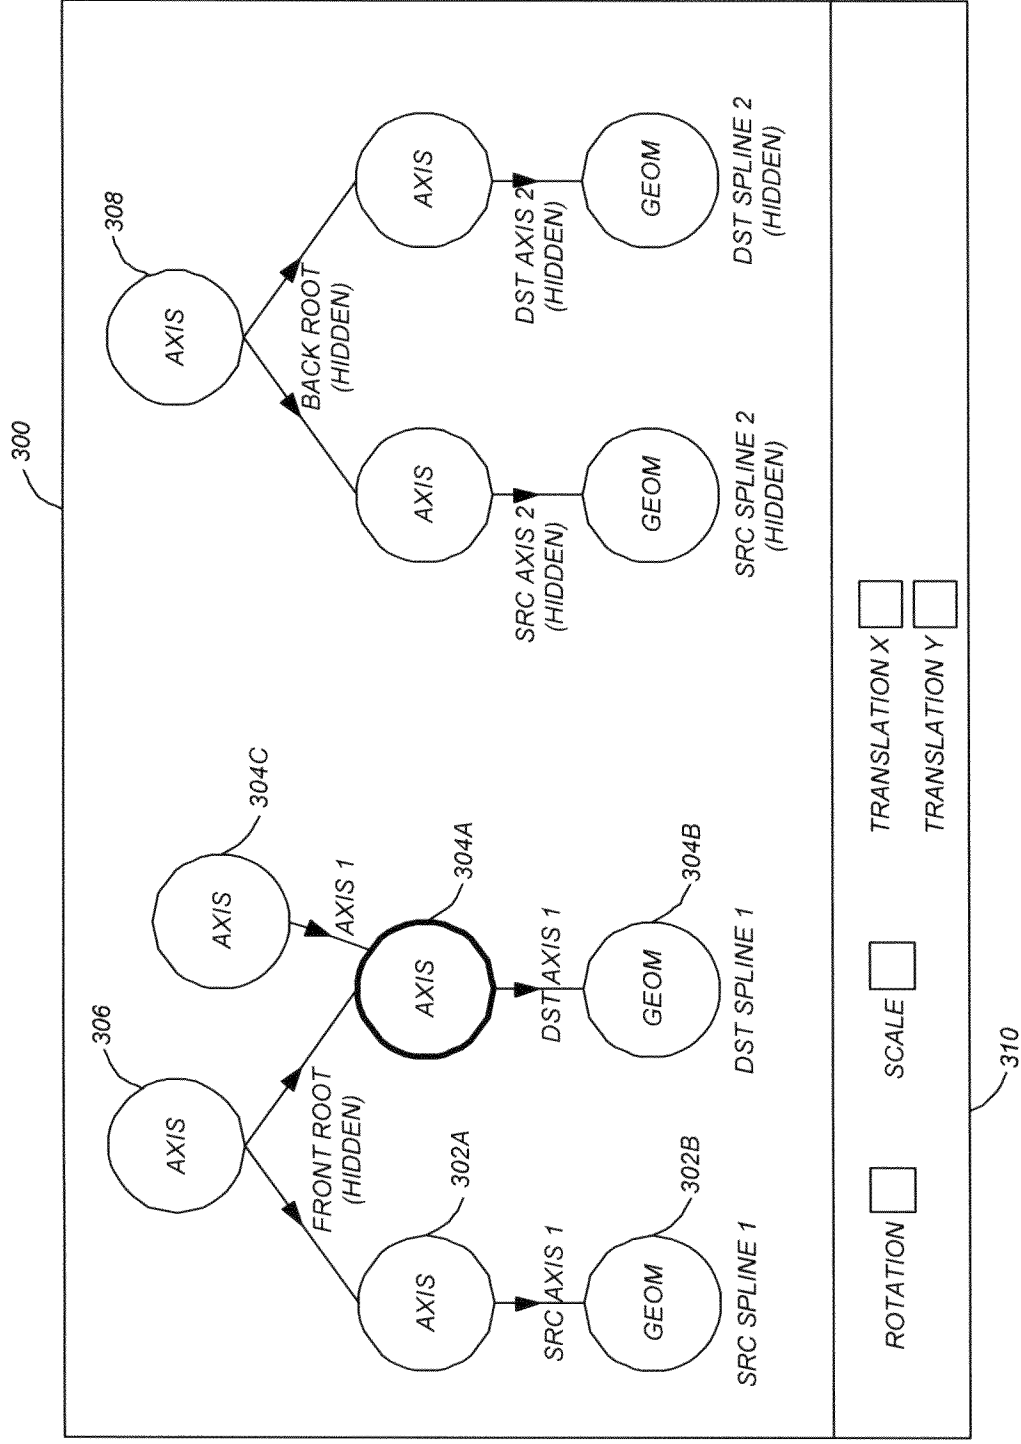 300
306
AXIS
304C
AXIS
308
AXIS
FRONT ROOT
(HIDDEN)
AXIS 1
BACK ROOT
(HIDDEN)
302A
AXIS
304A
AXIS
AXIS
AXIS
SRC AXIS 1
DST AXIS 1
SRC AXIS 2
(HIDDEN)
DST AXIS 2
(HIDDEN)
302B
GEOM
304B
GEOM
GEOM
GEOM
SRC SPLINE 1
DST SPLINE 1
SRC SPLINE 2
(HIDDEN)
DST SPLINE 2
(HIDDEN)
ROTATION
SCALE
TRANSLATION X
TRANSLATION Y
310